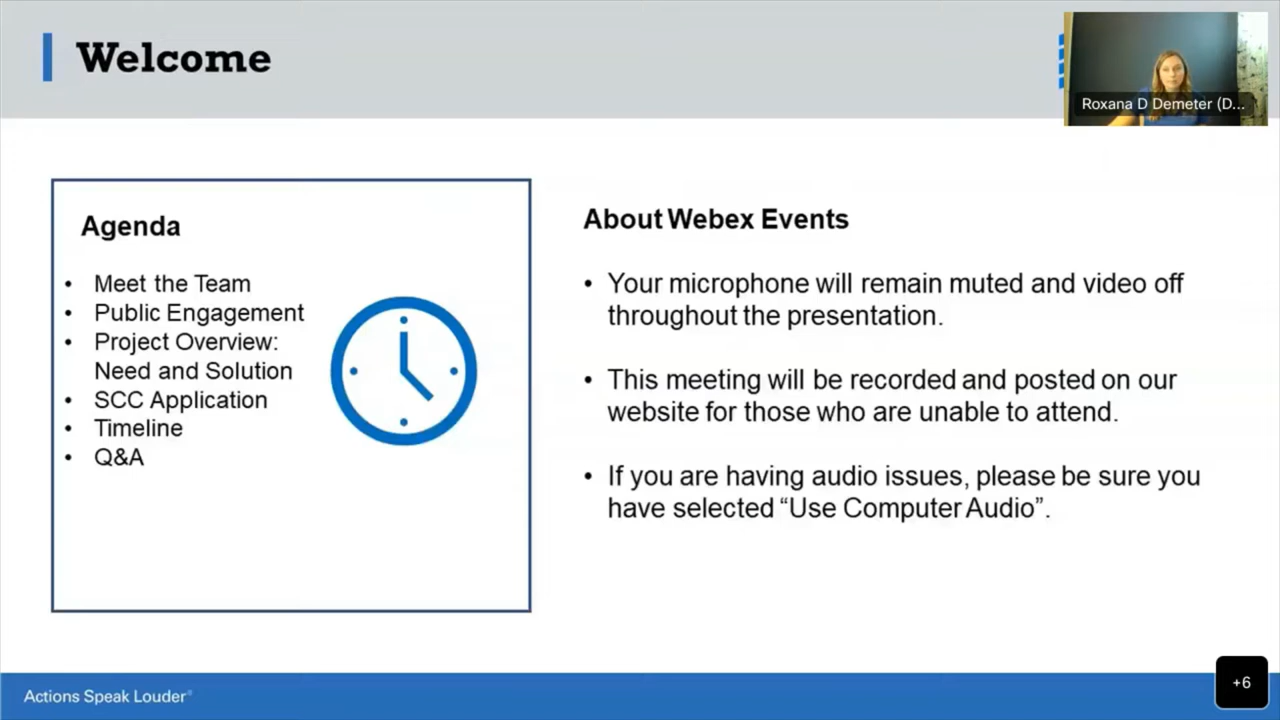 Welcome
Roxana D Demeter (D...
Agenda
• Meet the Team
• Public Engagement
• Project Overview:
Need and Solution
• SCC Application
• Timeline
• Q&A
About Webex Events
• Your microphone will remain muted and video off
throughout the presentation.
• This meeting will be recorded and posted on our
website for those who are unable to attend.
• If you are having audio issues, please be sure you
have selected “Use Computer Audio”.
Actions Speak Louder®
+6